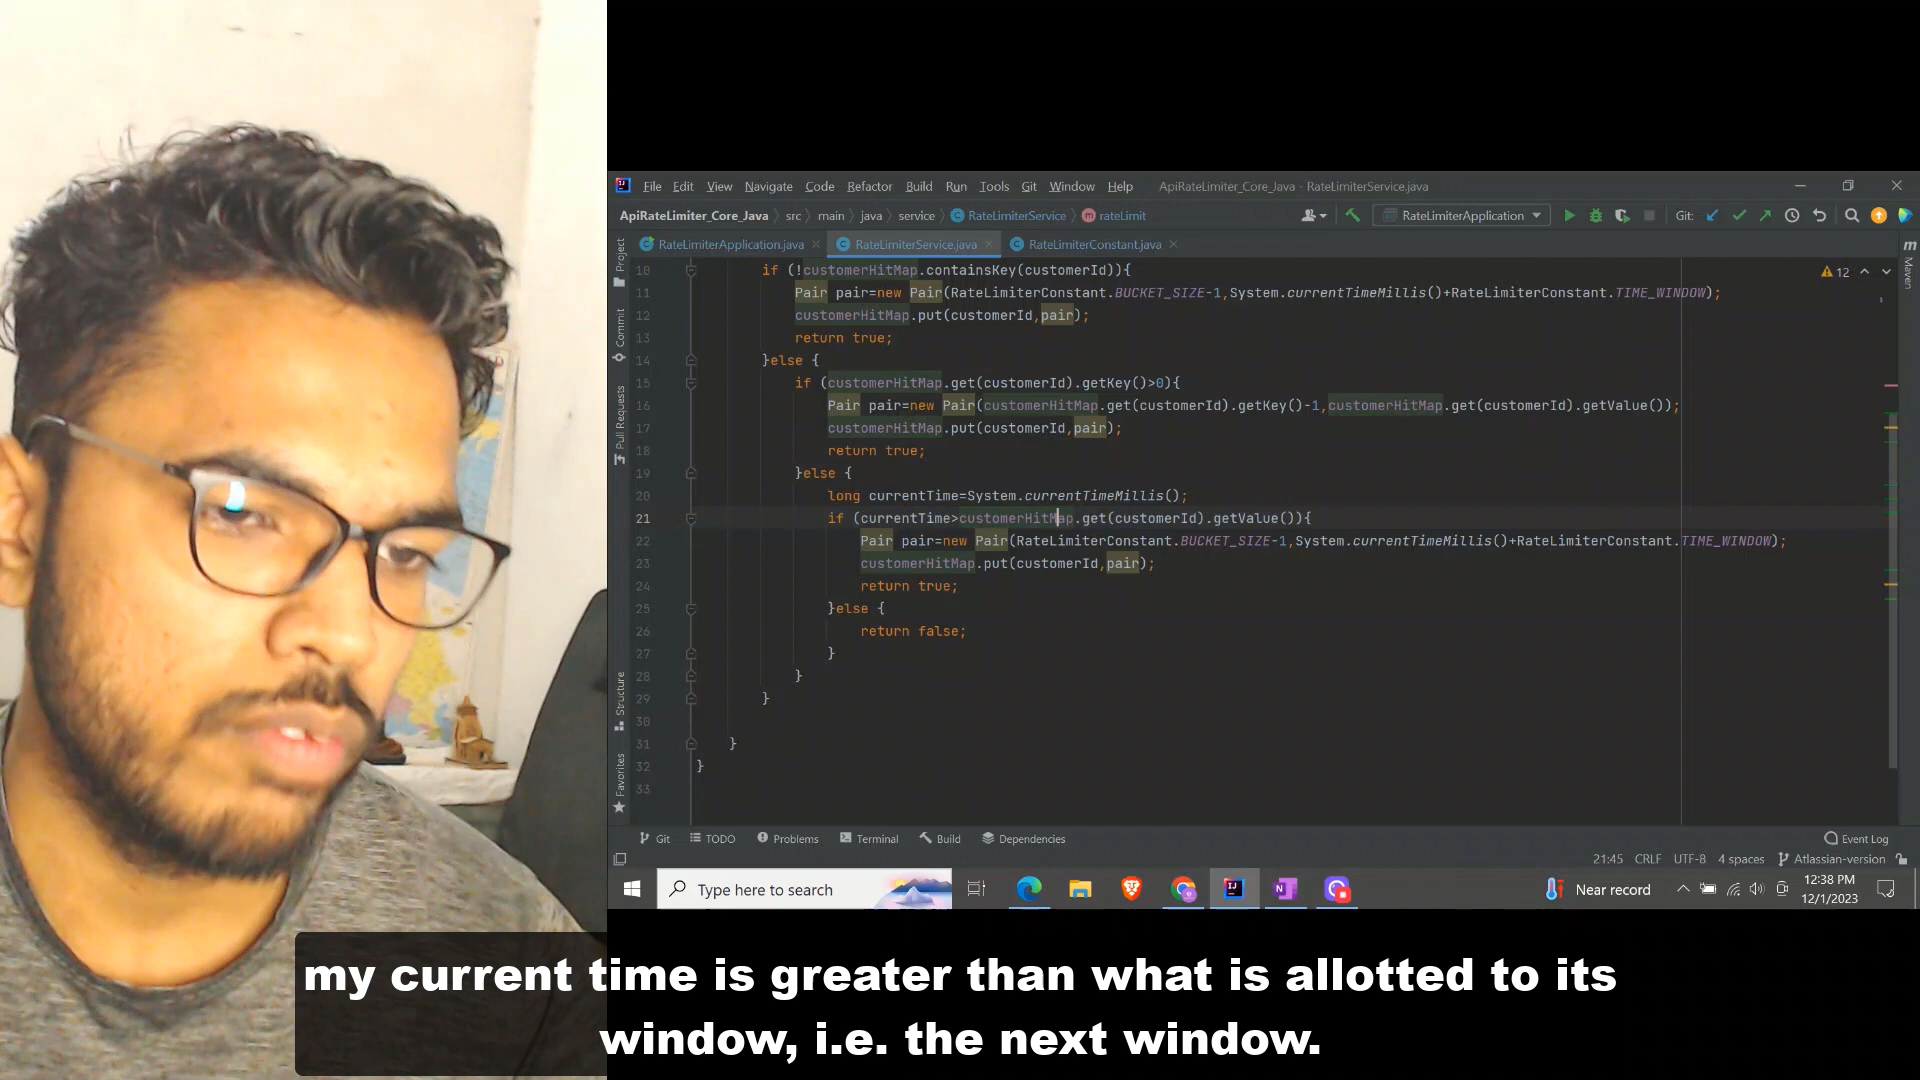 File Edit View Navigate Code Refactor Build Run Tools Git Window Help ApiRateLimiter_Core_Java - RateLimiterService.java
ApiRateLimiter_Core_Java src main java service RateLimiterService rateLimit RateLimiterApplication Git:
RateLimiterApplication.java RateLimiterService.java RateLimiterConstant.java
Project
Commit
Pull Requests
Structure
Favorites
Maven
12
10 if (!customerHitMap.containsKey(customerId)){
11 Pair pair=new Pair(RateLimiterConstant.BUCKET_SIZE-1,System.currentTimeMillis()+RateLimiterConstant.TIME_WINDOW);
12 customerHitMap.put(customerId,pair);
13 return true;
14 }else {
15 if (customerHitMap.get(customerId).getKey()>0){
16 Pair pair=new Pair(customerHitMap.get(customerId).getKey()-1,customerHitMap.get(customerId).getValue());
17 customerHitMap.put(customerId,pair);
18 return true;
19 }else {
20 long currentTime=System.currentTimeMillis();
21 if (currentTime>customerHitMap.get(customerId).getValue()){
22 Pair pair=new Pair(RateLimiterConstant.BUCKET_SIZE-1,System.currentTimeMillis()+RateLimiterConstant.TIME_WINDOW);
23 customerHitMap.put(customerId,pair);
24 return true;
25 }else {
26 return false;
27 }
28 }
29 }
30
31 }
32 }
33
Git TODO Problems Terminal Build Dependencies Event Log
21:45 CRLF UTF-8 4 spaces Atlassian-version
Type here to search Near record 12:38 PM
12/1/2023
my current time is greater than what is allotted to its
window, i.e. the next window.